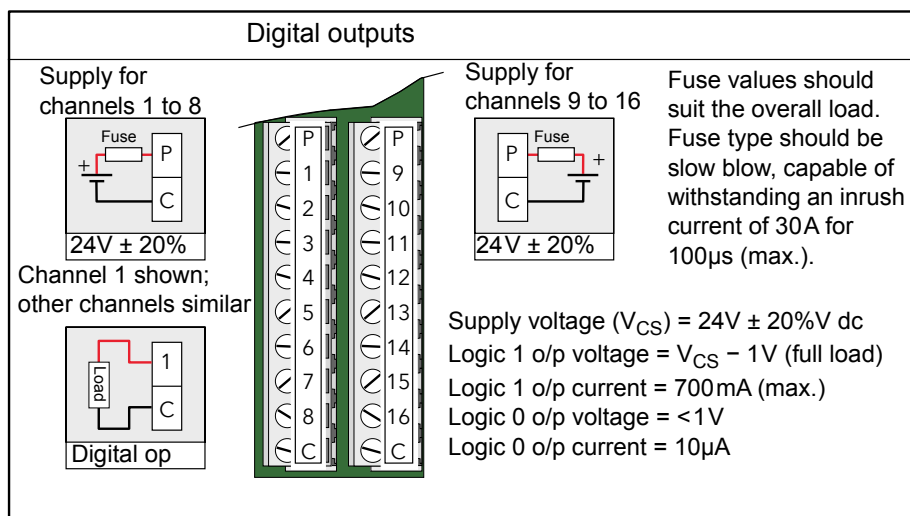 Digital outputs
Supply for
channels 1 to 8
Fuse
+
P
C
24V ± 20%
Channel 1 shown;
other channels similar
Load
1
C
Digital op
P
1
2
3
4
5
6
7
8
C
P
9
10
11
12
13
14
15
16
C
Supply for
channels 9 to 16
P
Fuse
+
C
24V ± 20%
Fuse values should
suit the overall load.
Fuse type should be
slow blow, capable of
withstanding an inrush
current of 30A for
100µs (max.).
Supply voltage (VCS) = 24V ± 20%V dc
Logic 1 o/p voltage = VCS − 1V (full load)
Logic 1 o/p current = 700mA (max.)
Logic 0 o/p voltage = <1V
Logic 0 o/p current = 10µA